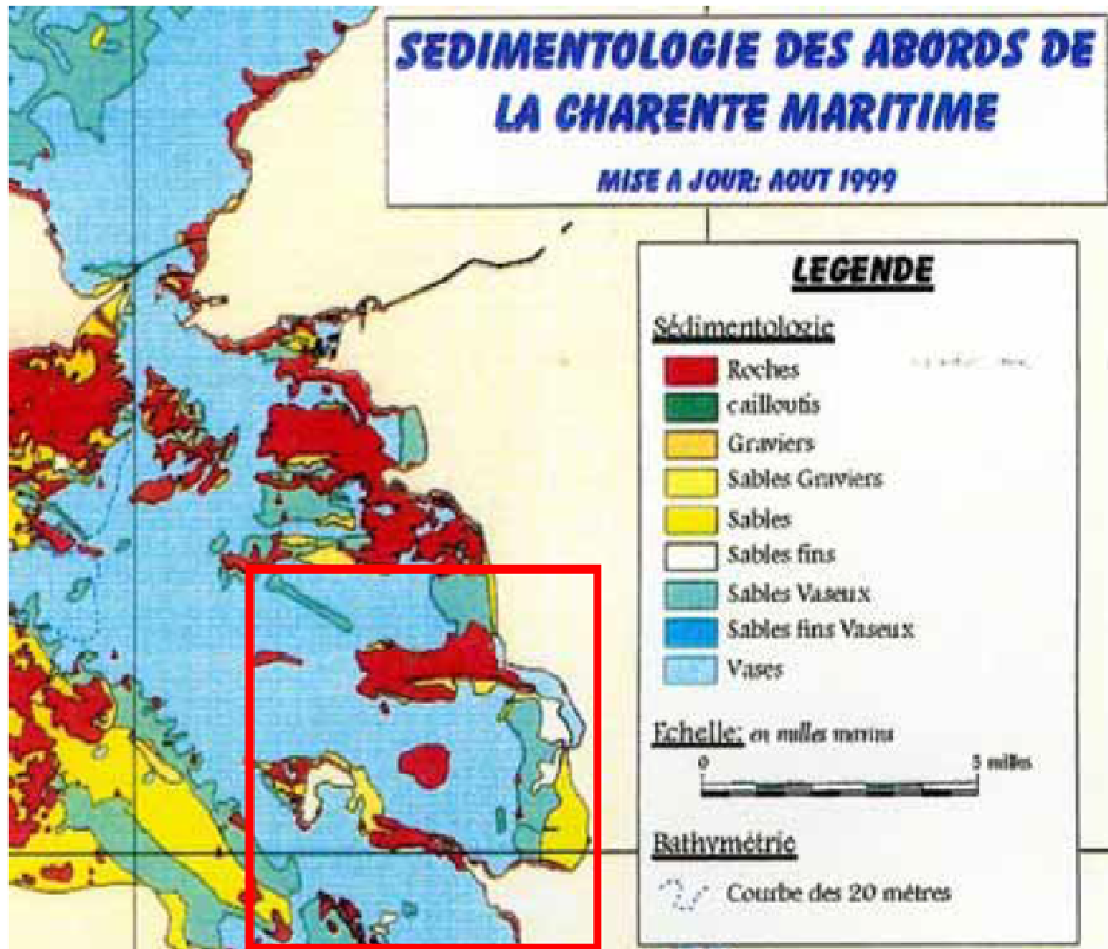 SEDIMENTOLOGIE DES ABORDS DE
LA CHARENTE MARITIME
MISE A JOUR: AOUT 1999
LEGENDE
Sédimentologie
Roches
cailloutis
Graviers
Sables Graviers
Sables
Sables fins
Sables Vaseux
Sables fins Vaseux
Vases
Echelle: en milles marins
0 5 milles
Bathymétrie
Courbe des 20 mètres